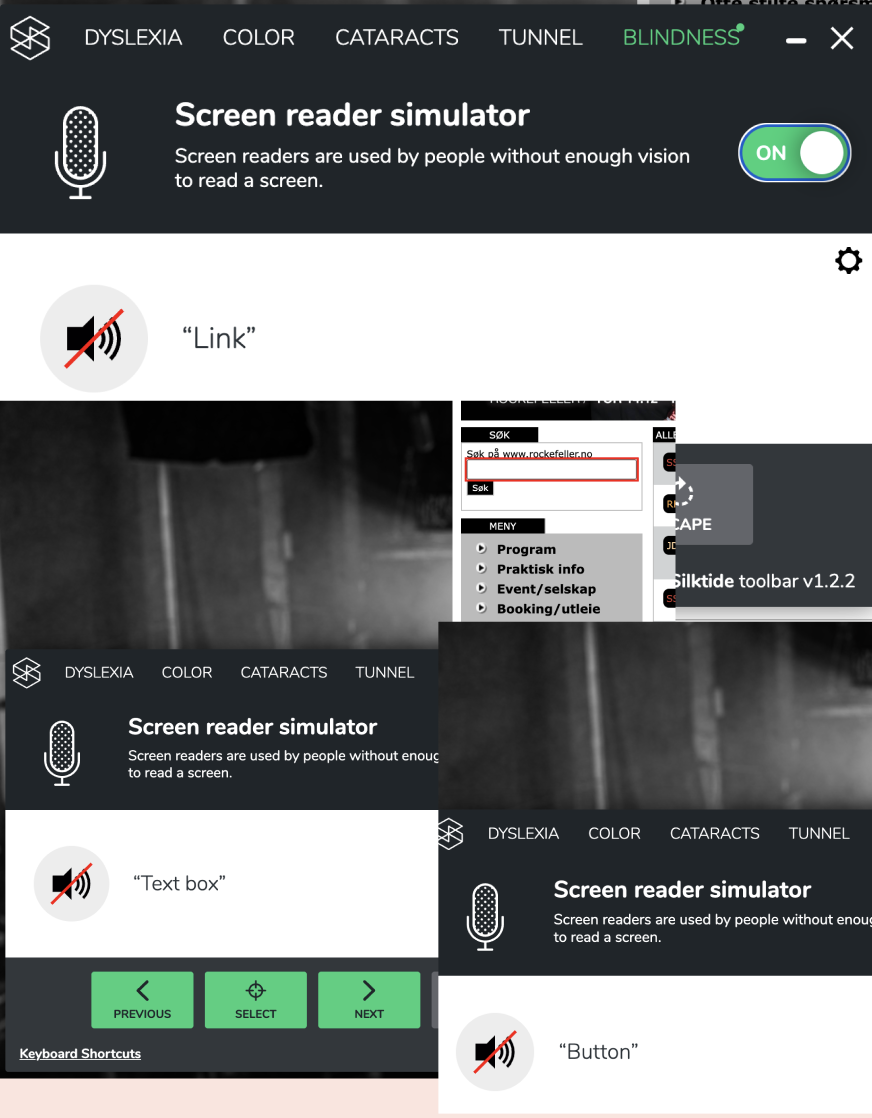 DYSLEXIA COLOR CATARACTS TUNNEL BLINDNESS
Screen reader simulator
Screen readers are used by people without enough vision
to read a screen.
ON
“Link”
SØK
Søk på www.rockefeller.no
Søk
MENY
Program
Praktisk info
Event/selskap
Booking/utleie
ALLE
SS
JD
SS
CAPE
Silktide toolbar v1.2.2
DYSLEXIA COLOR CATARACTS TUNNEL
Screen reader simulator
Screen readers are used by people without enoug
to read a screen.
“Text box”
PREVIOUS SELECT NEXT
Keyboard Shortcuts
DYSLEXIA COLOR CATARACTS TUNNEL
Screen reader simulator
Screen readers are used by people without enoug
to read a screen.
“Button”